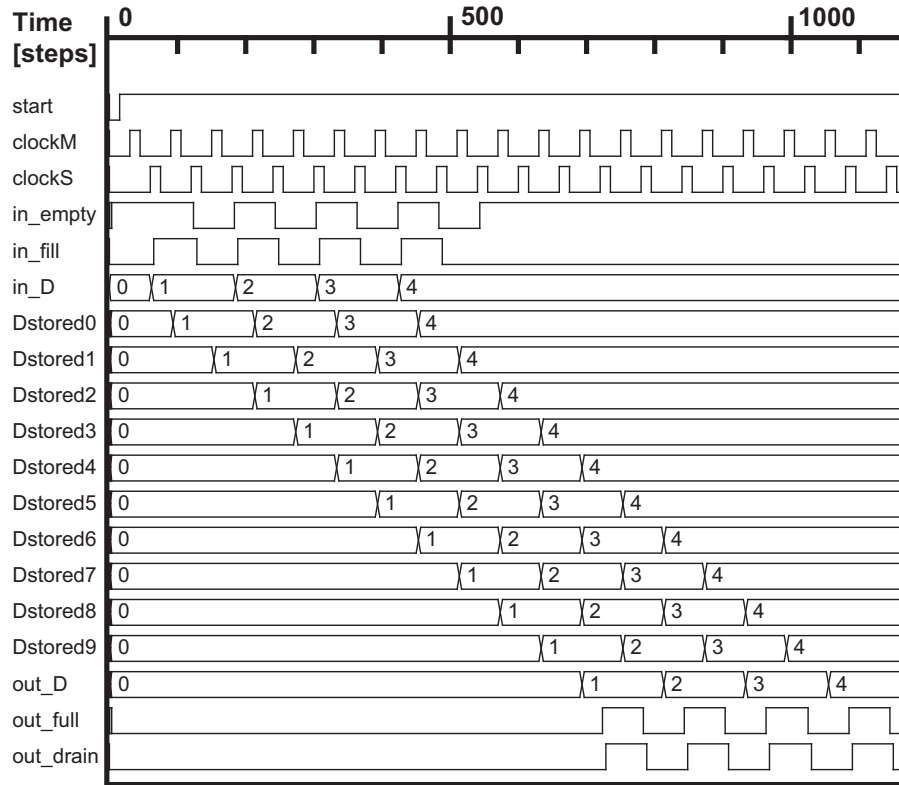 Time
[steps]
0 500 1000
start
clockM
clockS
in_empty
in_fill
in_D 0 1 2 3 4
Dstored0 0 1 2 3 4
Dstored1 0 1 2 3 4
Dstored2 0 1 2 3 4
Dstored3 0 1 2 3 4
Dstored4 0 1 2 3 4
Dstored5 0 1 2 3 4
Dstored6 0 1 2 3 4
Dstored7 0 1 2 3 4
Dstored8 0 1 2 3 4
Dstored9 0 1 2 3 4
out_D 0 1 2 3 4
out_full
out_drain